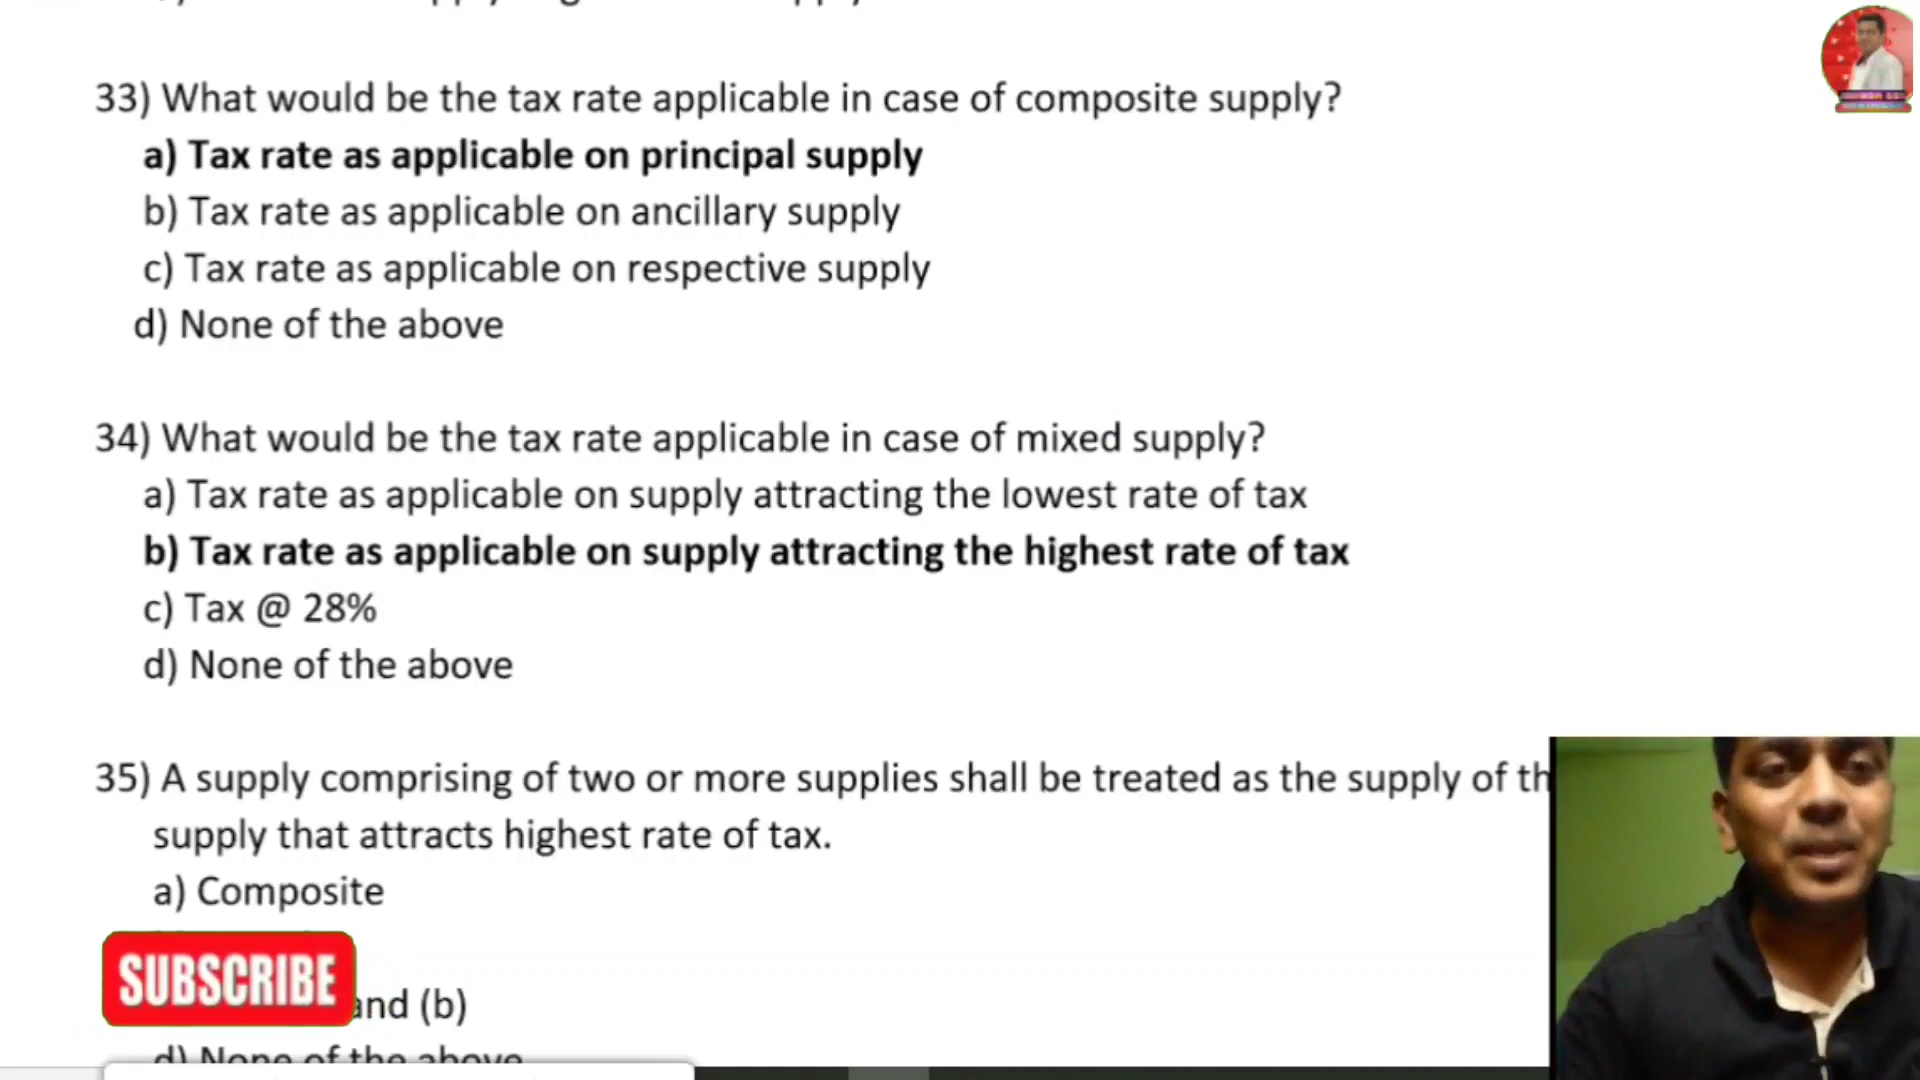 33) What would be the tax rate applicable in case of composite supply?
a) Tax rate as applicable on principal supply
b) Tax rate as applicable on ancillary supply
c) Tax rate as applicable on respective supply
d) None of the above
34) What would be the tax rate applicable in case of mixed supply?
a) Tax rate as applicable on supply attracting the lowest rate of tax
b) Tax rate as applicable on supply attracting the highest rate of tax
c) Tax @ 28%
d) None of the above
35) A supply comprising of two or more supplies shall be treated as the supply of th
supply that attracts highest rate of tax.
a) Composite
SUBSCRIBE
and (b)
d) None of the above